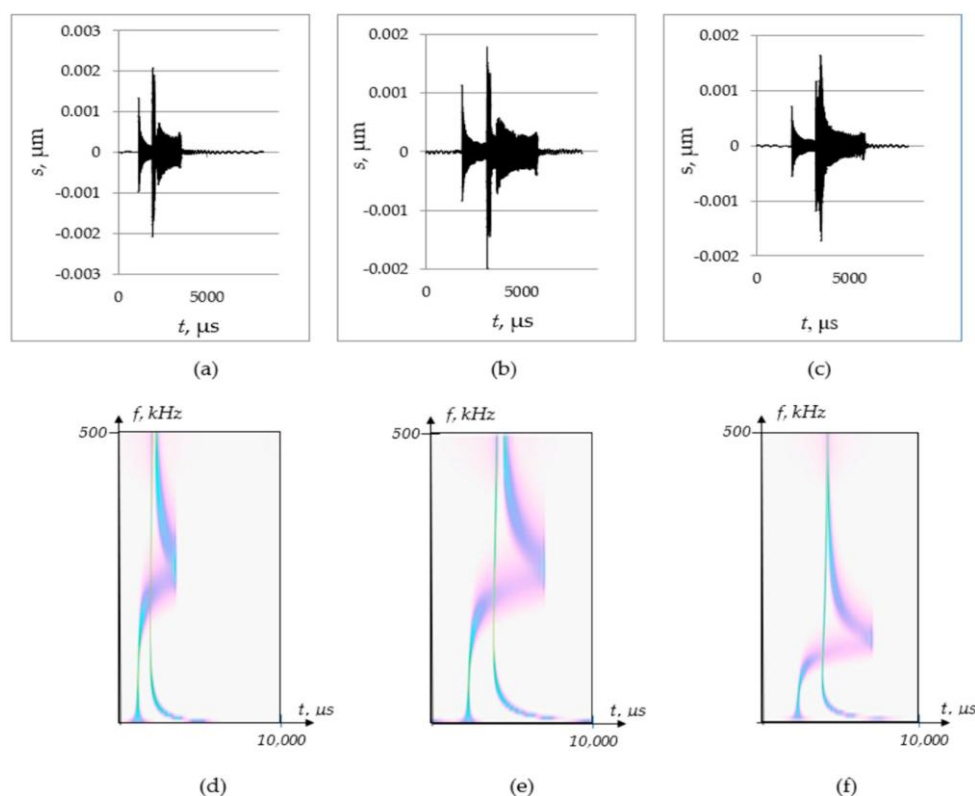 0.003
0.002
0.001
0
-0.001
-0.002
-0.003
s, μm
0 5000
t, μs
(a)
0.002
0.001
0
-0.001
-0.002
s, μm
0 5000
t, μs
(b)
0.002
0.001
0
-0.001
-0.002
s, μm
0 5000
t, μs
(c)
f, kHz
500
t, μs
10,000
(d)
f, kHz
500
t, μs
10,000
(e)
f, kHz
500
t, μs
10,000
(f)